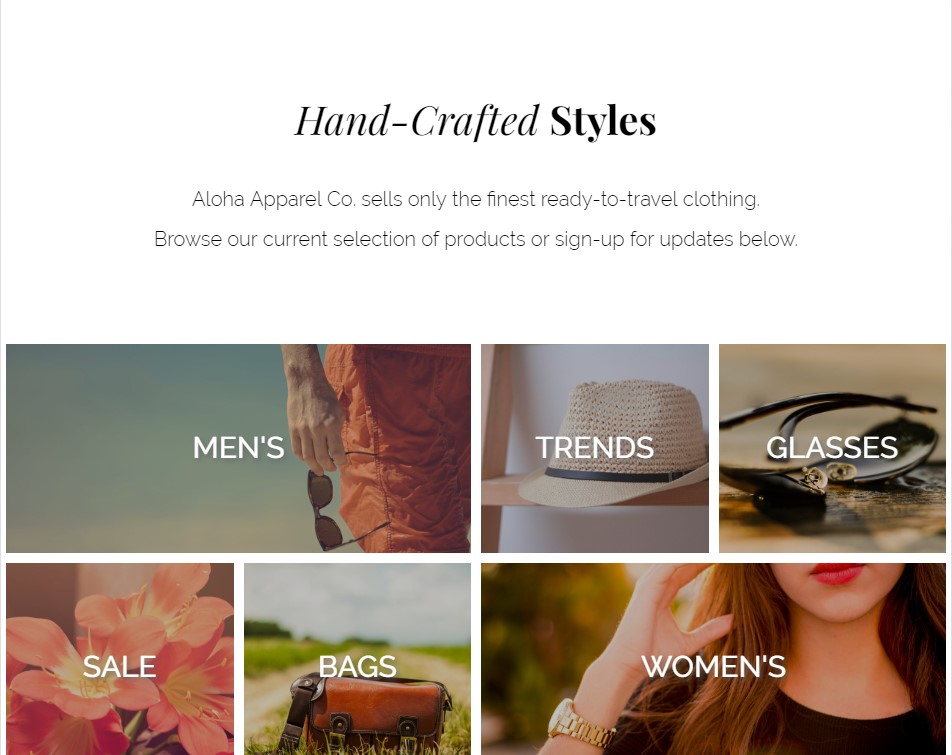 Hand-Crafted Styles
Aloha Apparel Co. sells only the finest ready-to-travel clothing.
Browse our current selection of products or sign-up for updates below.
MEN'S
TRENDS
GLASSES
SALE
BAGS
WOMEN'S